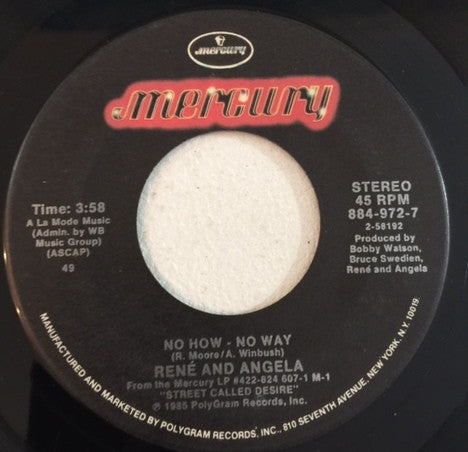 mercury
mercury
Time: 3:58
A La Mode Music
(Admin. by WB
Music Group)
(ASCAP)
49
STEREO
45 RPM
884-972-7
2-58192
Produced by
Bobby Watson,
Bruce Swedien,
René and Angela
NO HOW - NO WAY
(R. Moore/A. Winbush)
RENÉ AND ANGELA
From the Mercury LP #422-824 607-1 M-1
"STREET CALLED DESIRE"
℗ 1985 PolyGram Records, Inc.
MANUFACTURED AND MARKETED BY POLYGRAM RECORDS, INC., 810 SEVENTH AVENUE, NEW YORK, N.Y. 10019